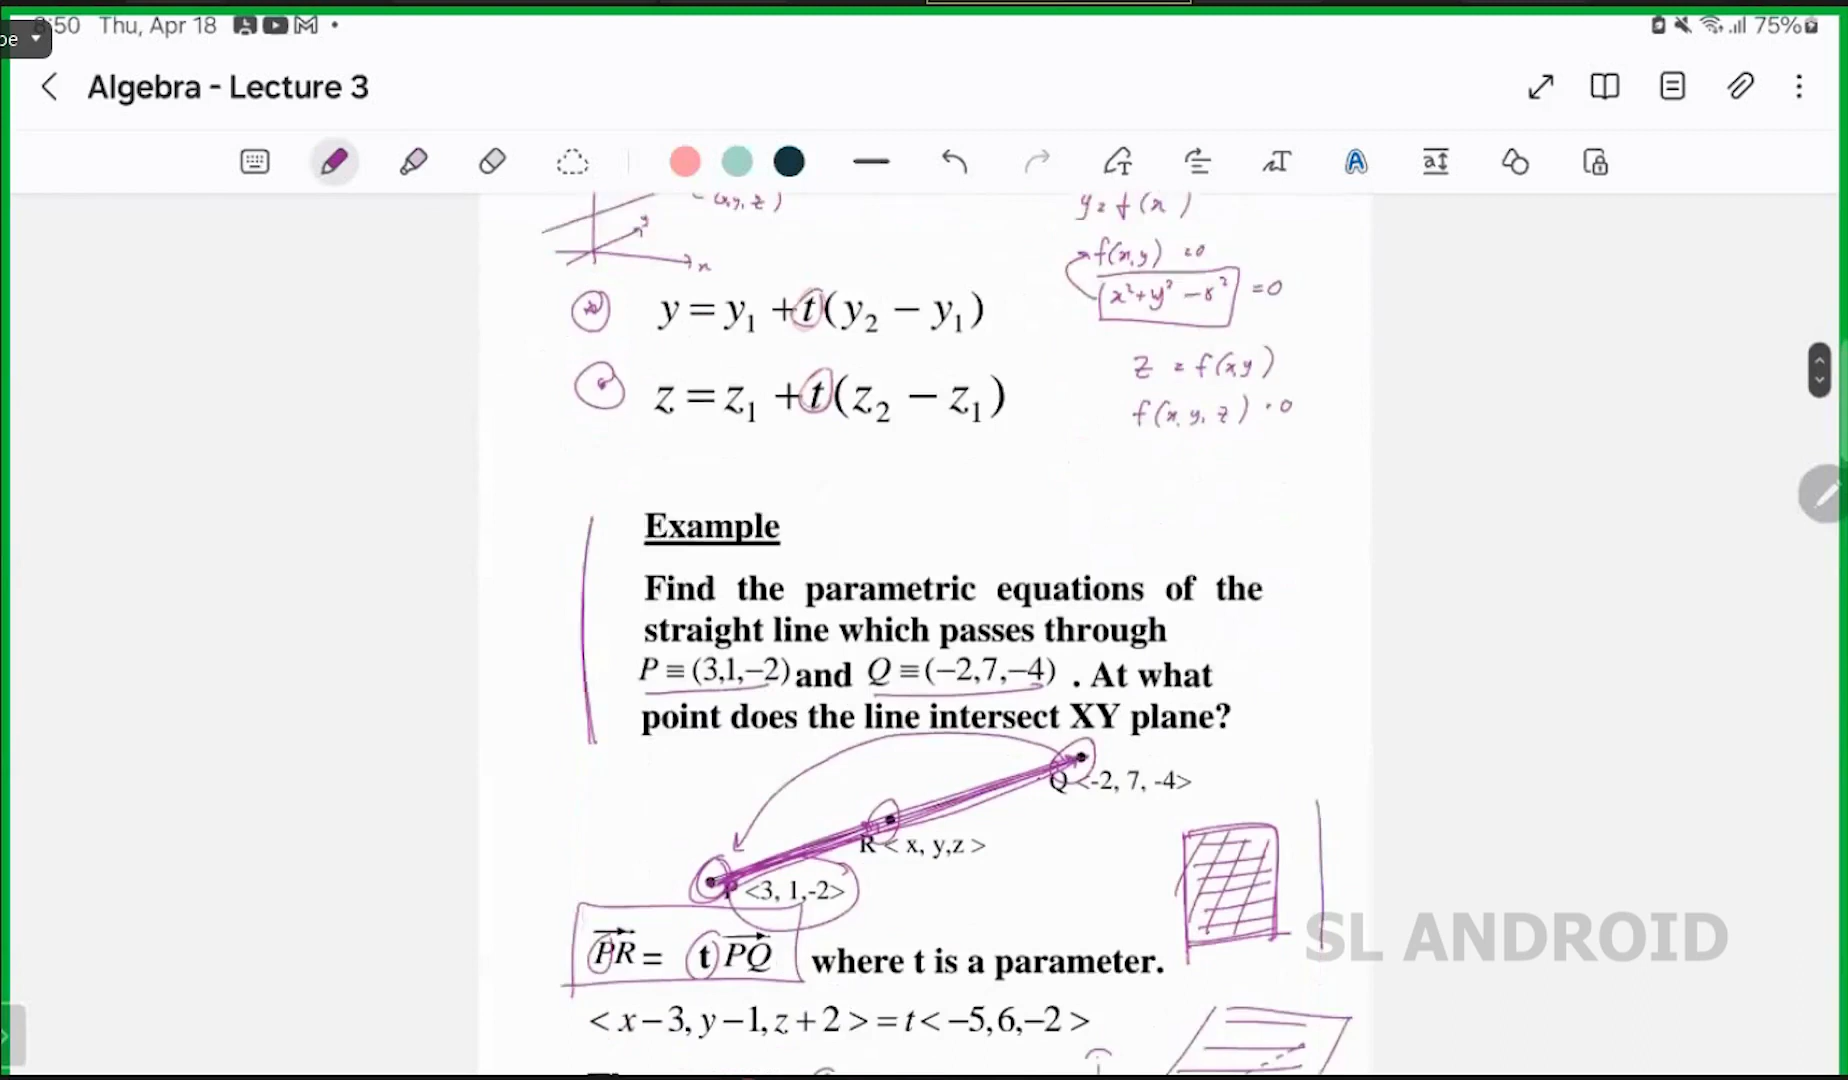 8:50 Thu, Apr 18 75%
Algebra - Lecture 3
(x,y, z)
y = f(x)
y
f(x,y) = 0
x
x² + y² - 8² = 0
y = y₁ + t(y₂ − y₁)
z = f(x,y)
z = z₁ + t(z₂ − z₁)
f(x, y, z) = 0
Example
Find the parametric equations of the
straight line which passes through
P ≡ (3,1,−2) and Q ≡ (−2,7,−4) . At what
point does the line intersect XY plane?
Q <-2, 7, -4>
R < x, y,z >
P <3, 1,-2>
SL ANDROID
PR = t PQ where t is a parameter.
< x − 3, y − 1, z + 2 > = t < −5,6,−2 >